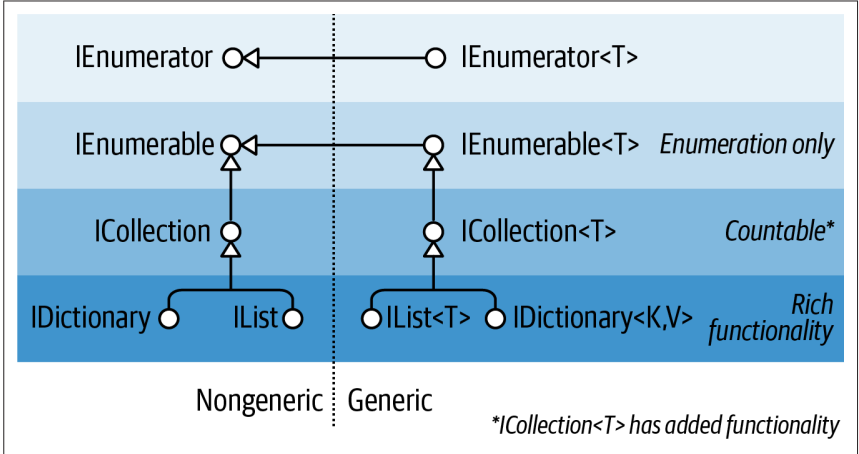 IEnumerator IEnumerator<T>
IEnumerable IEnumerable<T> Enumeration only
ICollection ICollection<T> Countable*
IDictionary IList IList<T> IDictionary<K,V> Rich
functionality
Nongeneric Generic
*ICollection<T> has added functionality